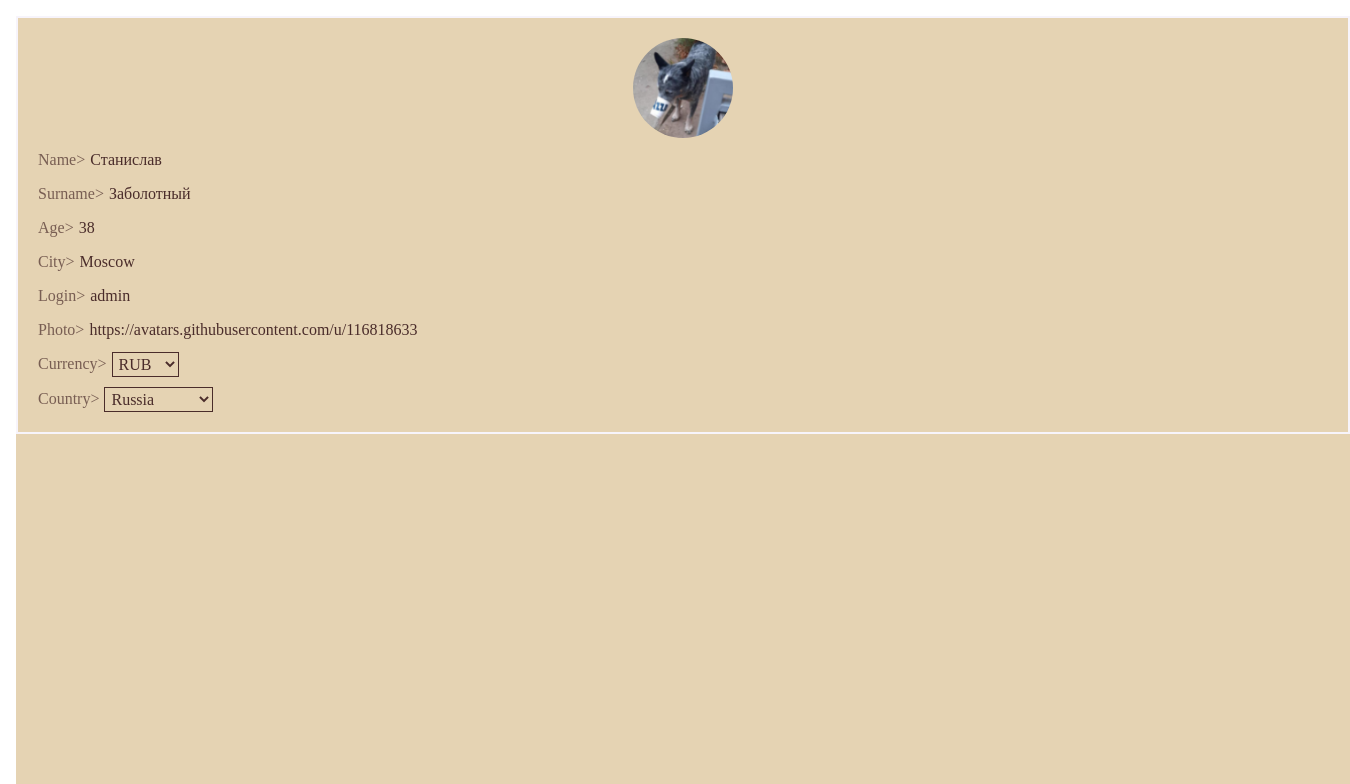 Name> Станислав
Surname> Заболотный
Age> 38
City> Moscow
Login> admin
Photo> https://avatars.githubusercontent.com/u/116818633
Currency> RUB
Country> Russia